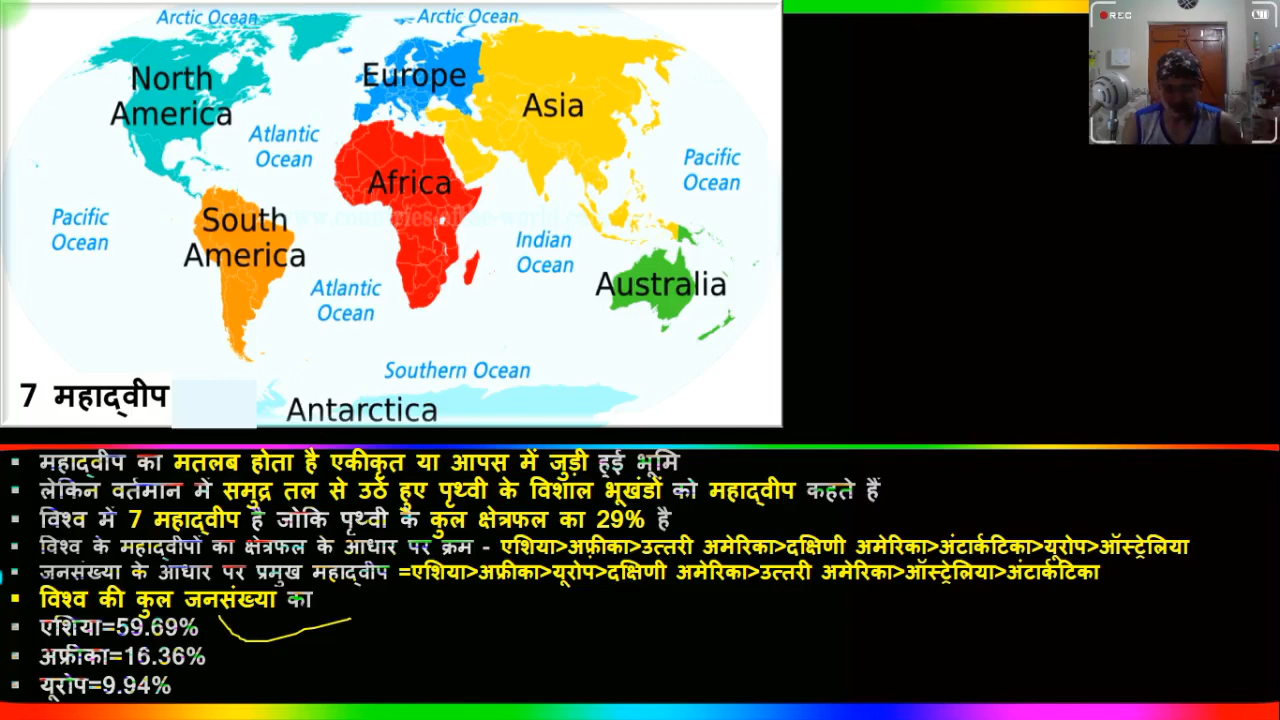 Arctic Ocean
Arctic Ocean
REC
North
America
Europe
Asia
Atlantic
Ocean
Pacific
Ocean
Africa
South
America
Pacific
Ocean
Indian
Ocean
Atlantic
Ocean
Australia
Southern Ocean
Antarctica
7 महाद्वीप
▪ महाद्वीप का मतलब होता है एकीकृत या आपस में जुड़ी हुई भूमि
▪ लेकिन वर्तमान में समुद्र तल से उठे हुए पृथ्वी के विशाल भूखंडों को महाद्वीप कहते हैं
▪ विश्व में 7 महाद्वीप है जोकि पृथ्वी के कुल क्षेत्रफल का 29% है
▪ विश्व के महाद्वीपों का क्षेत्रफल के आधार पर क्रम - एशिया>अफ़्रीका>उत्तरी अमेरिका>दक्षिणी अमेरिका>अंटार्कटिका>यूरोप>ऑस्ट्रेलिया
▪ जनसंख्या के आधार पर प्रमुख महाद्वीप =एशिया>अफ्रीका>यूरोप>दक्षिणी अमेरिका>उत्तरी अमेरिका>ऑस्ट्रेलिया>अंटार्कटिका
▪ विश्व की कुल जनसंख्या का
▪ एशिया=59.69%
▪ अफ्रीका=16.36%
▪ यूरोप=9.94%